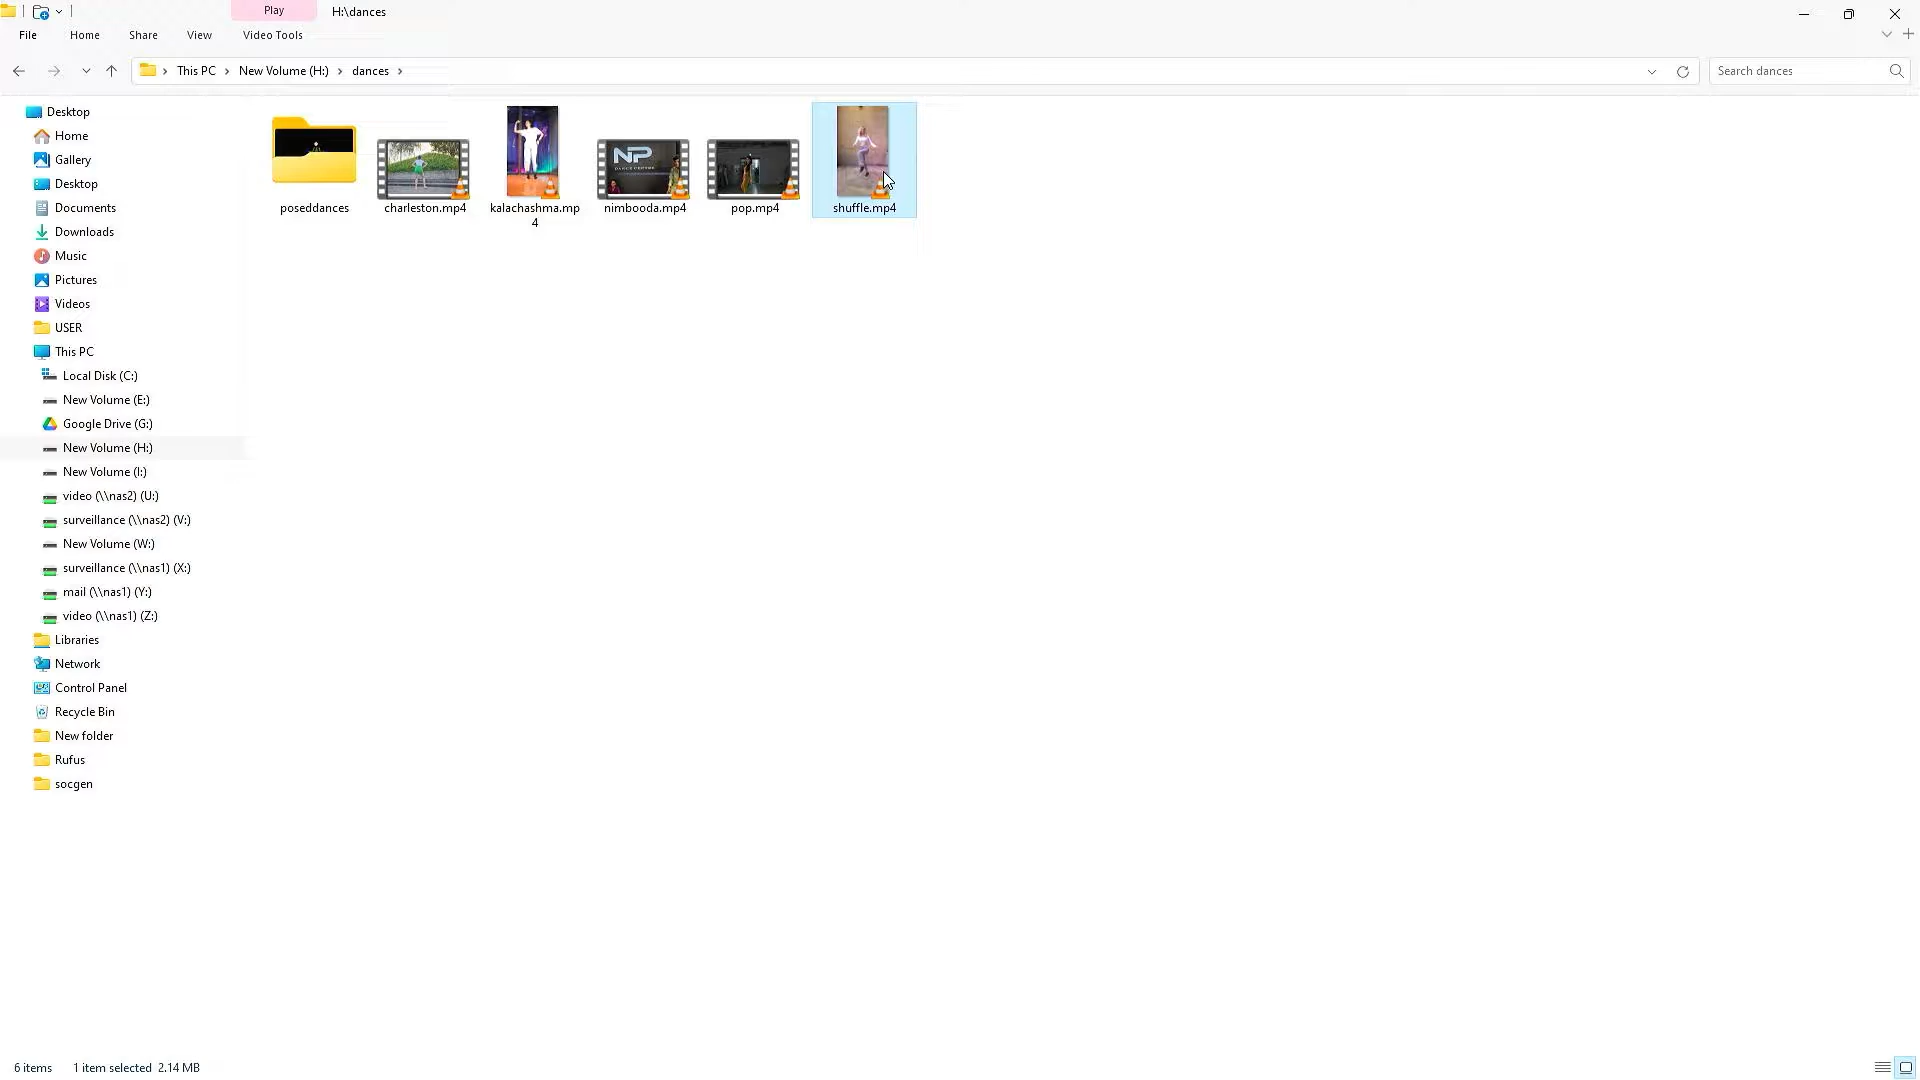 Play H:\dances
File Home Share View Video Tools
This PC New Volume (H:) dances
Search dances
Desktop
Home
Gallery
Desktop
Documents
Downloads
Music
Pictures
Videos
USER
This PC
Local Disk (C:)
New Volume (E:)
Google Drive (G:)
New Volume (H:)
New Volume (I:)
video (\\nas2) (U:)
surveillance (\\nas2) (V:)
New Volume (W:)
surveillance (\\nas1) (X:)
mail (\\nas1) (Y:)
video (\\nas1) (Z:)
Libraries
Network
Control Panel
Recycle Bin
New folder
Rufus
socgen
NP
DANCE CENTRE
poseddances
charleston.mp4
kalachashma.mp
4
nimbooda.mp4
pop.mp4
shuffle.mp4
6 items 1 item selected 2.14 MB